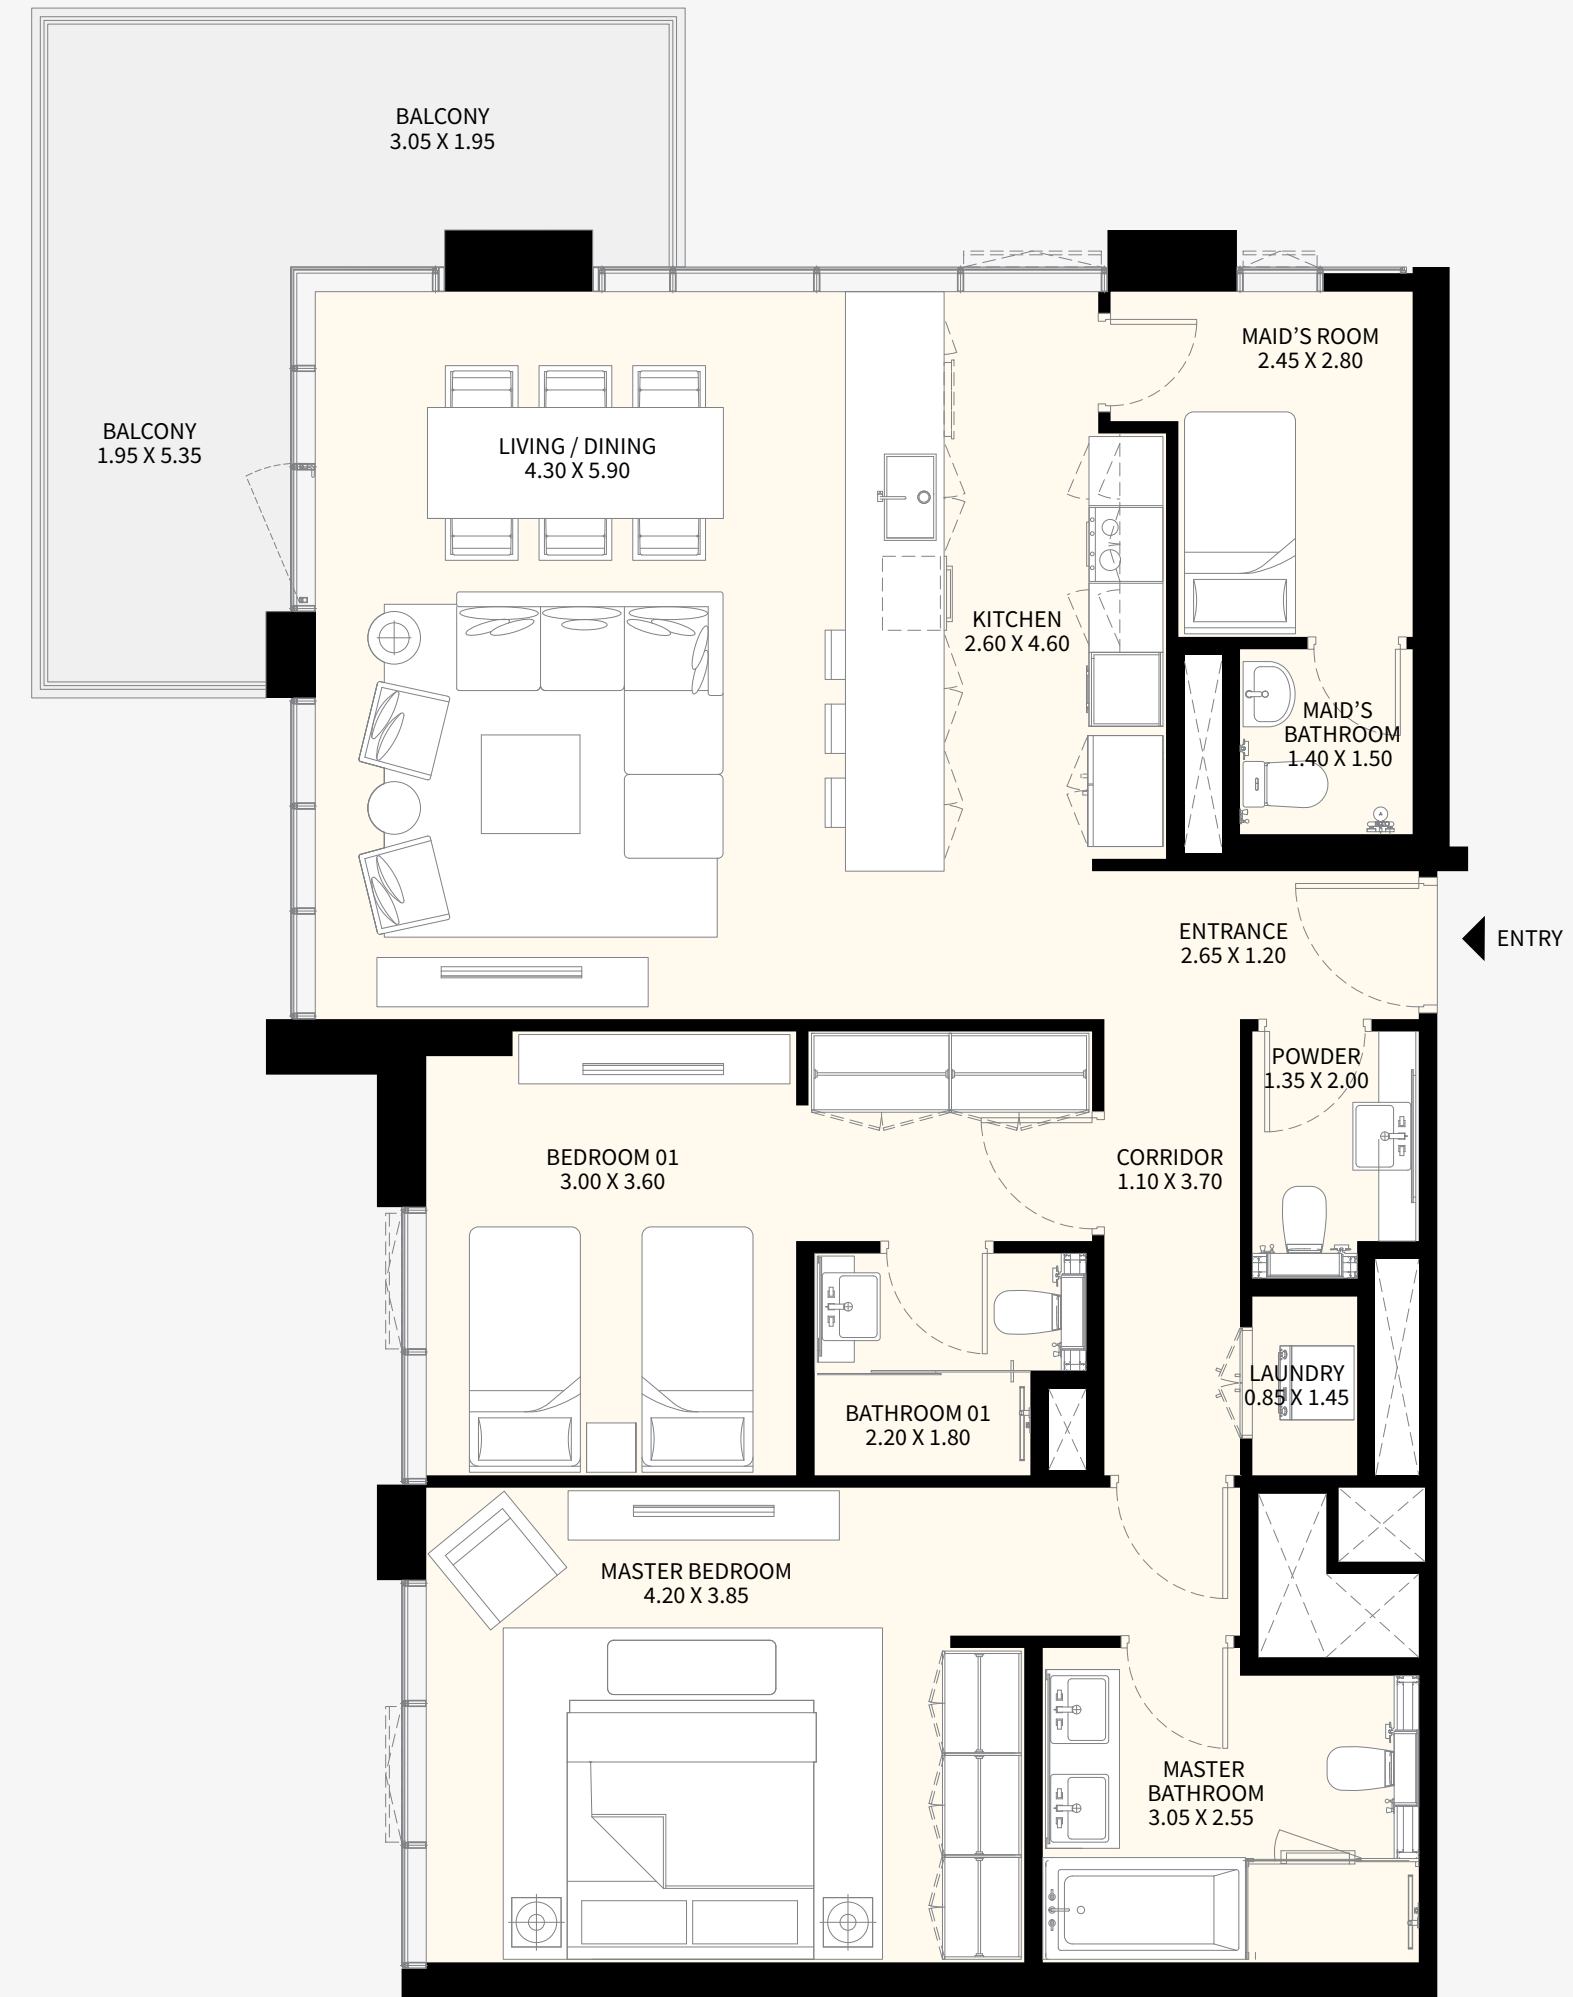 BALCONY
3.05 X 1.95
MAID’S ROOM
2.45 X 2.80
BALCONY
1.95 X 5.35
LIVING / DINING
4.30 X 5.90
KITCHEN
2.60 X 4.60
MAID’S
BATHROOM
1.40 X 1.50
ENTRANCE
2.65 X 1.20
ENTRY
POWDER
1.35 X 2.00
BEDROOM 01
3.00 X 3.60
CORRIDOR
1.10 X 3.70
LAUNDRY
0.85 X 1.45
BATHROOM 01
2.20 X 1.80
MASTER BEDROOM
4.20 X 3.85
MASTER
BATHROOM
3.05 X 2.55